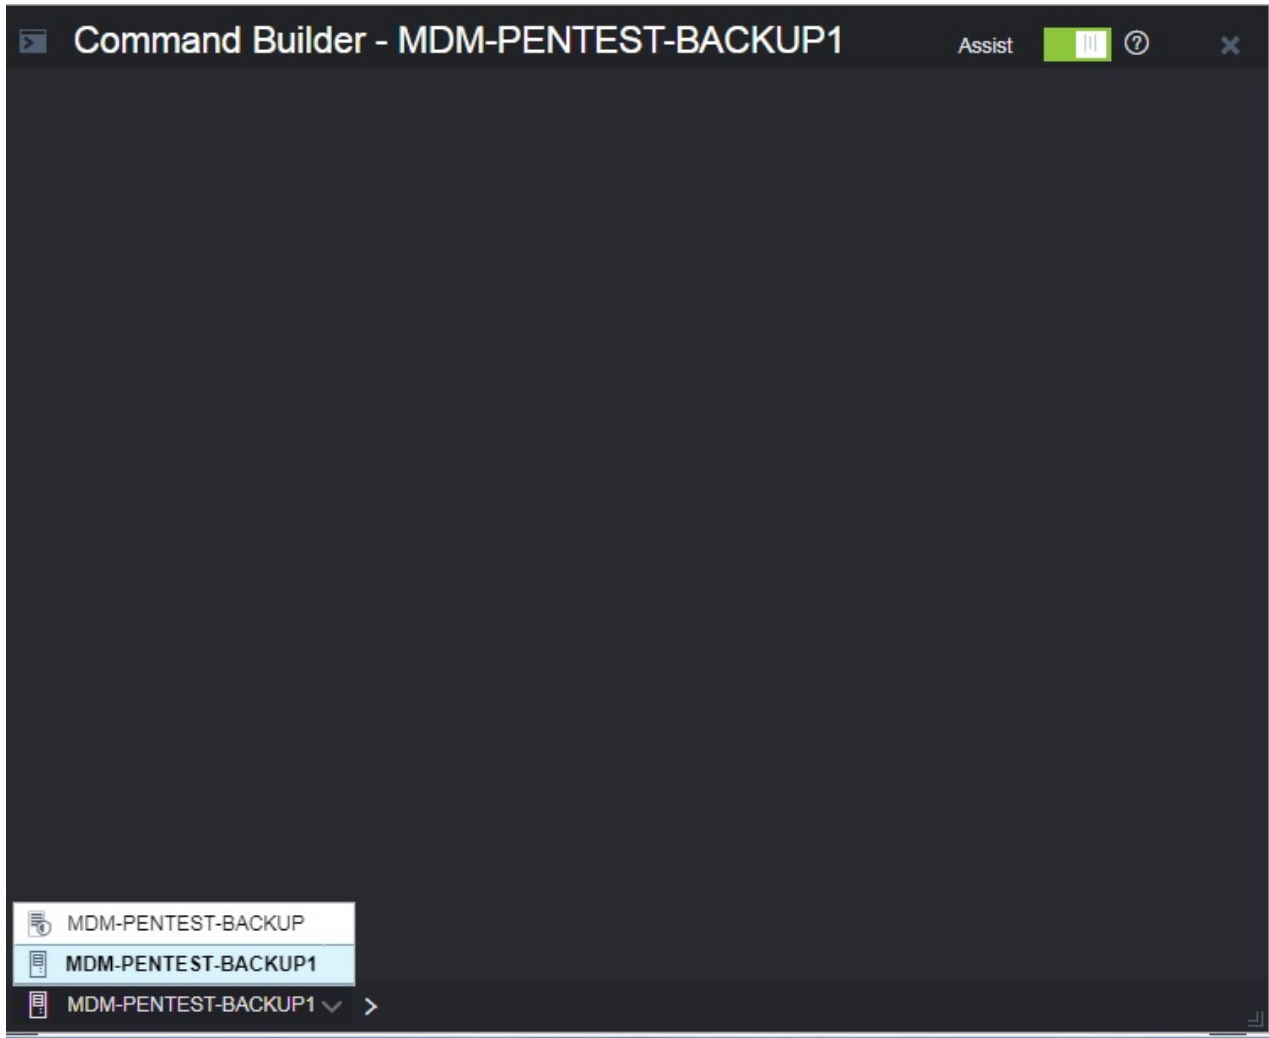 Command Builder - MDM-PENTEST-BACKUP1
Assist
MDM-PENTEST-BACKUP
MDM-PENTEST-BACKUP1
MDM-PENTEST-BACKUP1 >